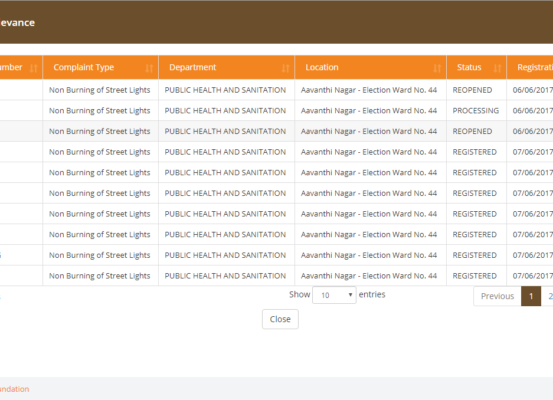 evance
mber Complaint Type Department Location Status Registrati
Non Burning of Street Lights PUBLIC HEALTH AND SANITATION Aavanthi Nagar - Election Ward No. 44 REOPENED 06/06/2017
Non Burning of Street Lights PUBLIC HEALTH AND SANITATION Aavanthi Nagar - Election Ward No. 44 PROCESSING 06/06/2017
Non Burning of Street Lights PUBLIC HEALTH AND SANITATION Aavanthi Nagar - Election Ward No. 44 REOPENED 06/06/2017
Non Burning of Street Lights PUBLIC HEALTH AND SANITATION Aavanthi Nagar - Election Ward No. 44 REGISTERED 07/06/2017
Non Burning of Street Lights PUBLIC HEALTH AND SANITATION Aavanthi Nagar - Election Ward No. 44 REGISTERED 07/06/2017
Non Burning of Street Lights PUBLIC HEALTH AND SANITATION Aavanthi Nagar - Election Ward No. 44 REGISTERED 07/06/2017
Non Burning of Street Lights PUBLIC HEALTH AND SANITATION Aavanthi Nagar - Election Ward No. 44 REGISTERED 07/06/2017
Non Burning of Street Lights PUBLIC HEALTH AND SANITATION Aavanthi Nagar - Election Ward No. 44 REGISTERED 07/06/2017
Non Burning of Street Lights PUBLIC HEALTH AND SANITATION Aavanthi Nagar - Election Ward No. 44 REGISTERED 07/06/2017
Non Burning of Street Lights PUBLIC HEALTH AND SANITATION Aavanthi Nagar - Election Ward No. 44 REGISTERED 07/06/2017
Show 10 entries Previous 1 2
Close
ndation